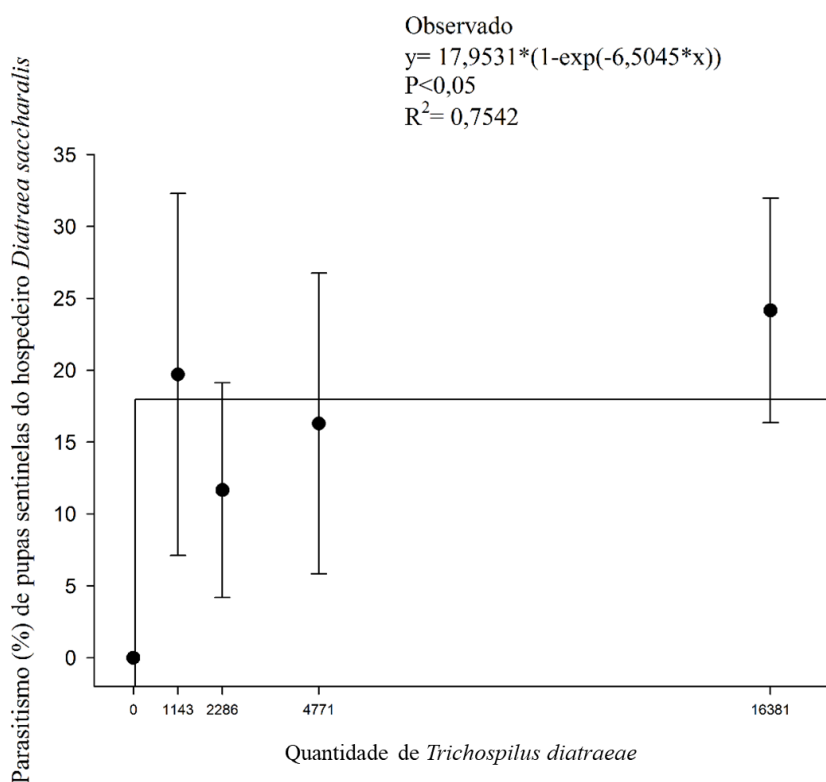 Observado
y= 17,9531*(1-exp(-6,5045*x))
P<0,05
R²= 0,7542
Parasitismo (%) de pupas sentinelas do hospedeiro Diatraea saccharalis
35
30
25
20
15
10
5
0
0 1143 2286 4771 16381
Quantidade de Trichospilus diatraeae